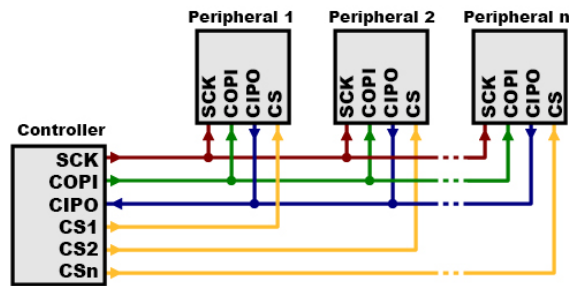 Peripheral 1
Peripheral 2
Peripheral n
SCK
COPI
CIPO
CS
SCK
COPI
CIPO
CS
SCK
COPI
CIPO
CS
Controller
SCK
COPI
CIPO
CS1
CS2
CSn